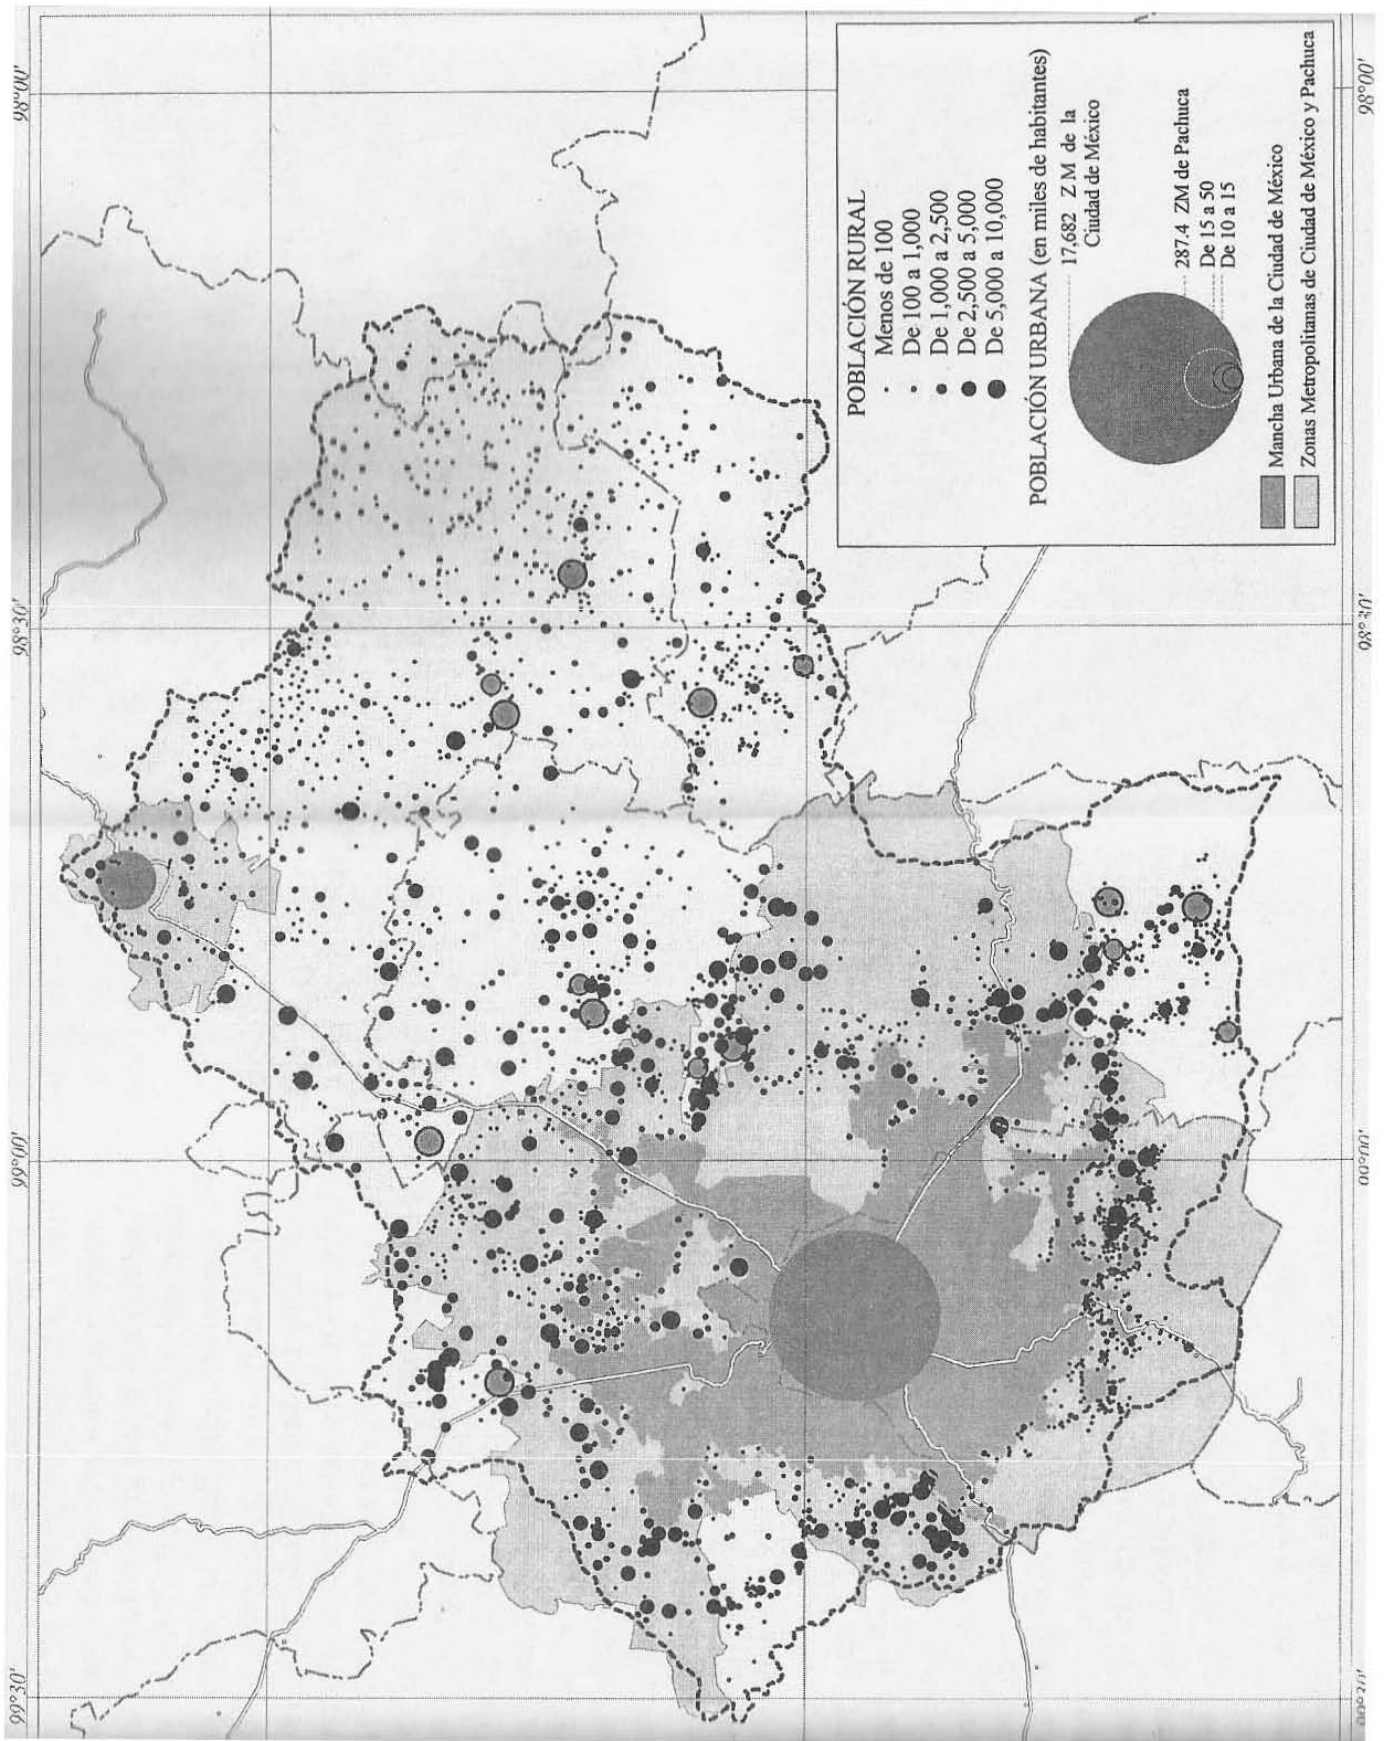 99°30'
99°00'
98°30'
98°00'
POBLACIÓN RURAL
Menos de 100
De 100 a 1,000
De 1,000 a 2,500
De 2,500 a 5,000
De 5,000 a 10,000
POBLACIÓN URBANA (en miles de habitantes)
17,682 Z M de la
Ciudad de México
287.4 ZM de Pachuca
De 15 a 50
De 10 a 15
Mancha Urbana de la Ciudad de México
Zonas Metropolitanas de Ciudad de México y Pachuca
98°30'
98°00'